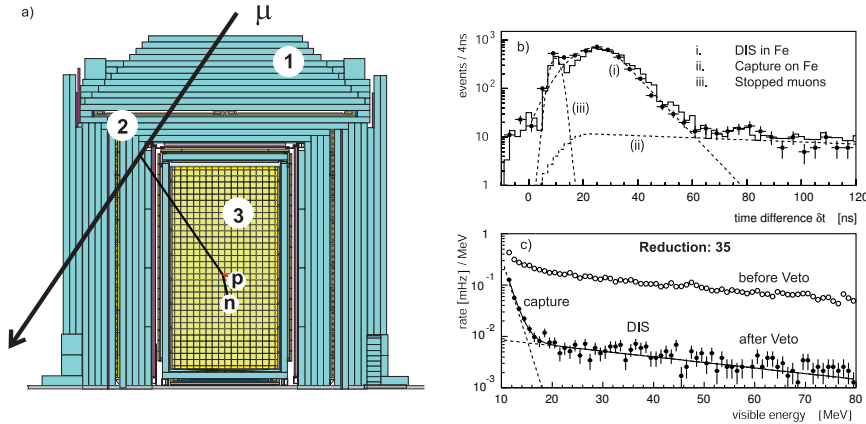 a)
μ
1
2
3
p
n
b)
events / 4ns
10³
10²
10
1
i. DIS in Fe
ii. Capture on Fe
iii. Stopped muons
(i)
(iii)
(ii)
0 20 40 60 80 100 120
time difference δt [ns]
c)
Reduction: 35
rate [mHz] / MeV
1
10⁻¹
10⁻²
10⁻³
before Veto
capture
DIS
after Veto
10 20 30 40 50 60 70 80
visible energy [MeV]